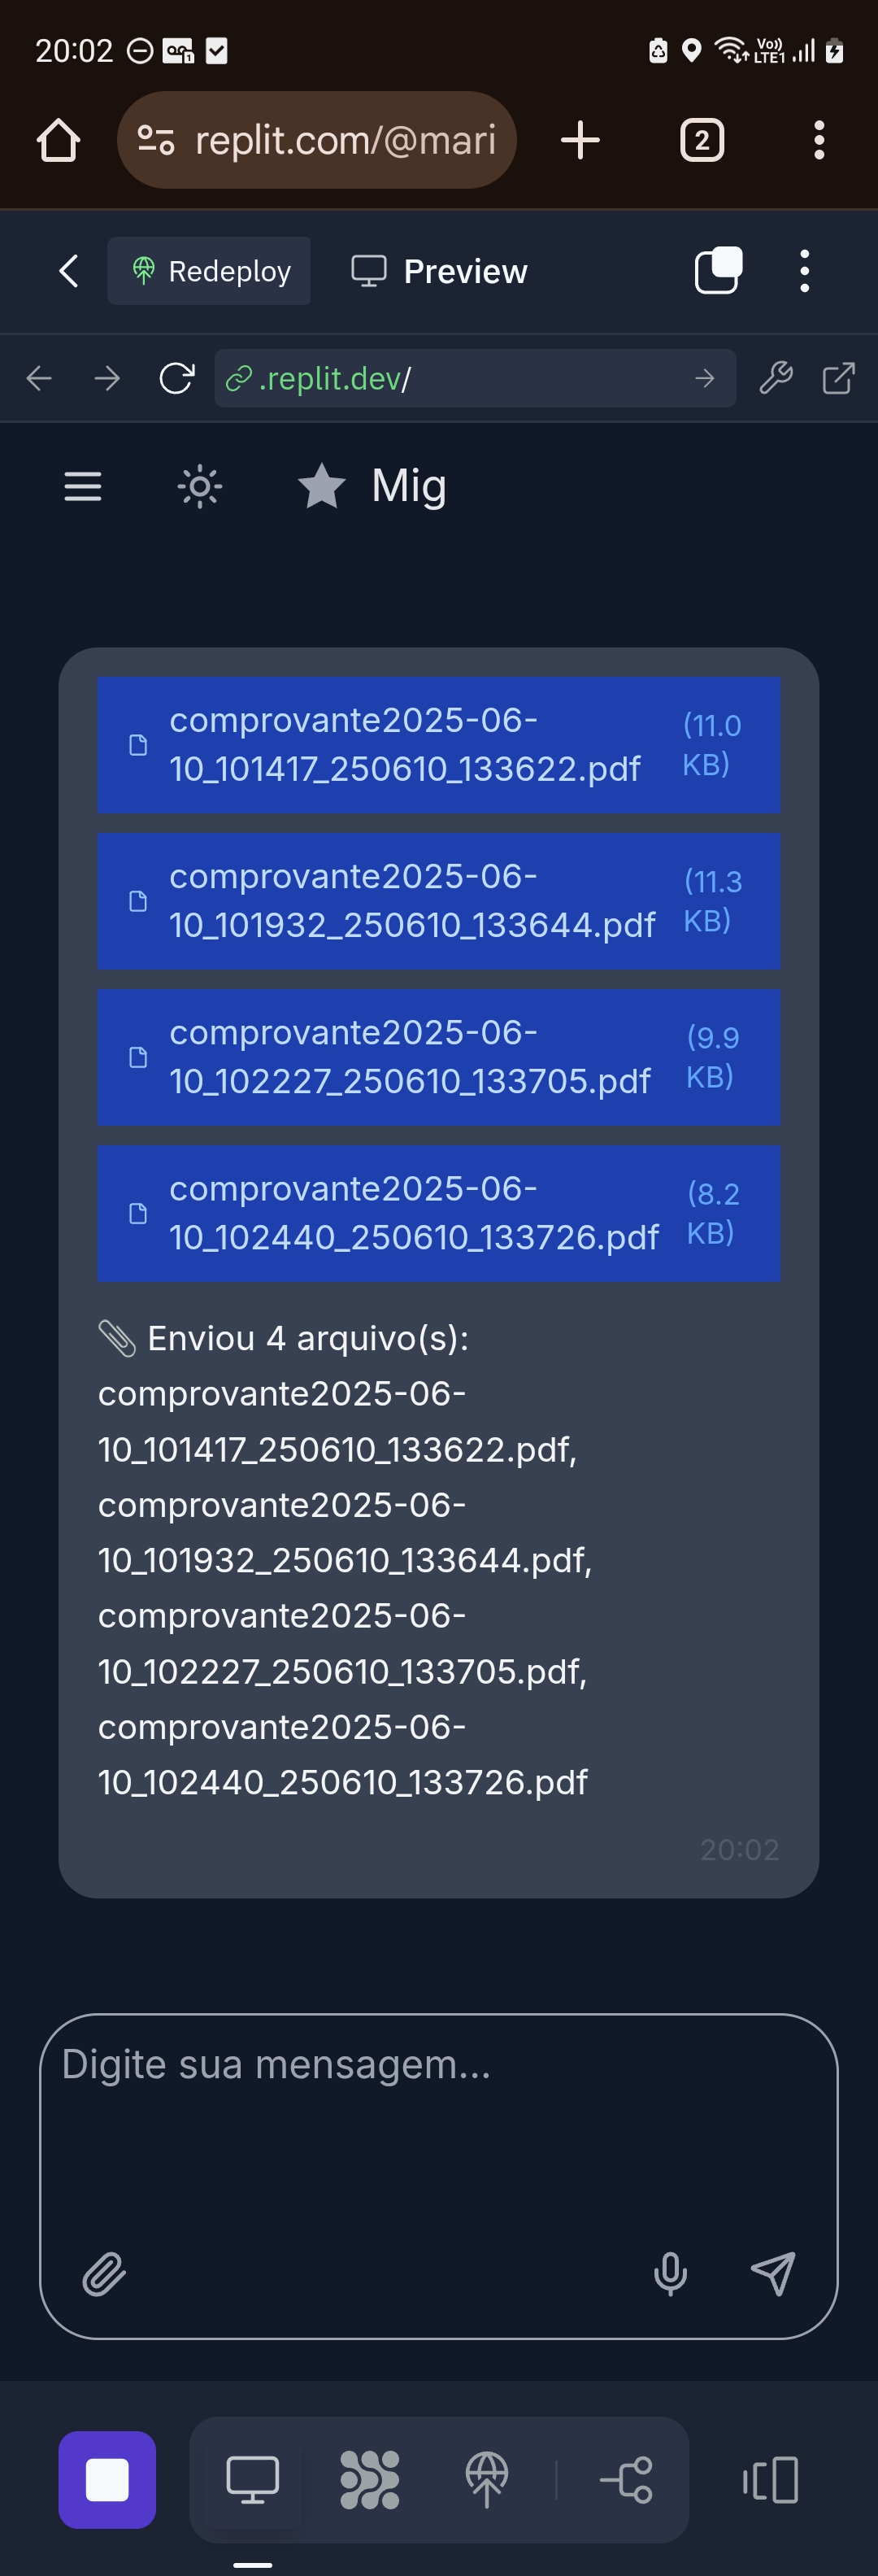 20:02
Vo) LTE1
replit.com/@mari
2
Redeploy
Preview
.replit.dev/
Mig
comprovante2025-06-
10_101417_250610_133622.pdf
(11.0
KB)
comprovante2025-06-
10_101932_250610_133644.pdf
(11.3
KB)
comprovante2025-06-
10_102227_250610_133705.pdf
(9.9
KB)
comprovante2025-06-
10_102440_250610_133726.pdf
(8.2
KB)
Enviou 4 arquivo(s):
comprovante2025-06-
10_101417_250610_133622.pdf,
comprovante2025-06-
10_101932_250610_133644.pdf,
comprovante2025-06-
10_102227_250610_133705.pdf,
comprovante2025-06-
10_102440_250610_133726.pdf
20:02
Digite sua mensagem...